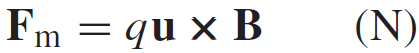 𝐅ₘ = q𝐮 × 𝐁 (N)